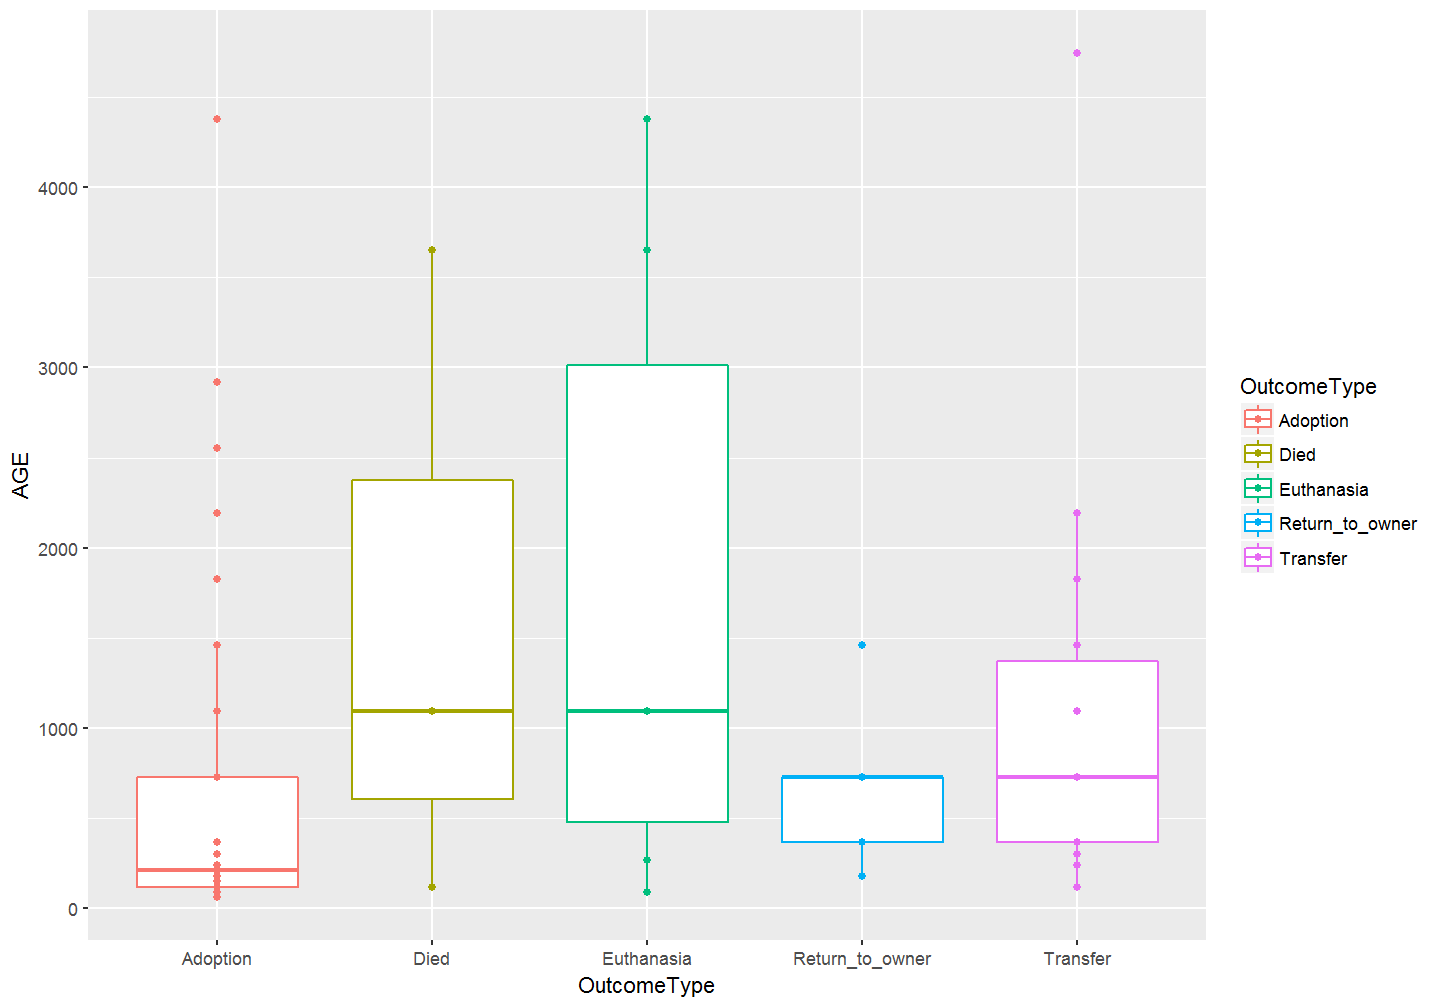 AGE
4000
3000
2000
1000
0
Adoption
Died
Euthanasia
Return_to_owner
Transfer
OutcomeType
OutcomeType
Adoption
Died
Euthanasia
Return_to_owner
Transfer